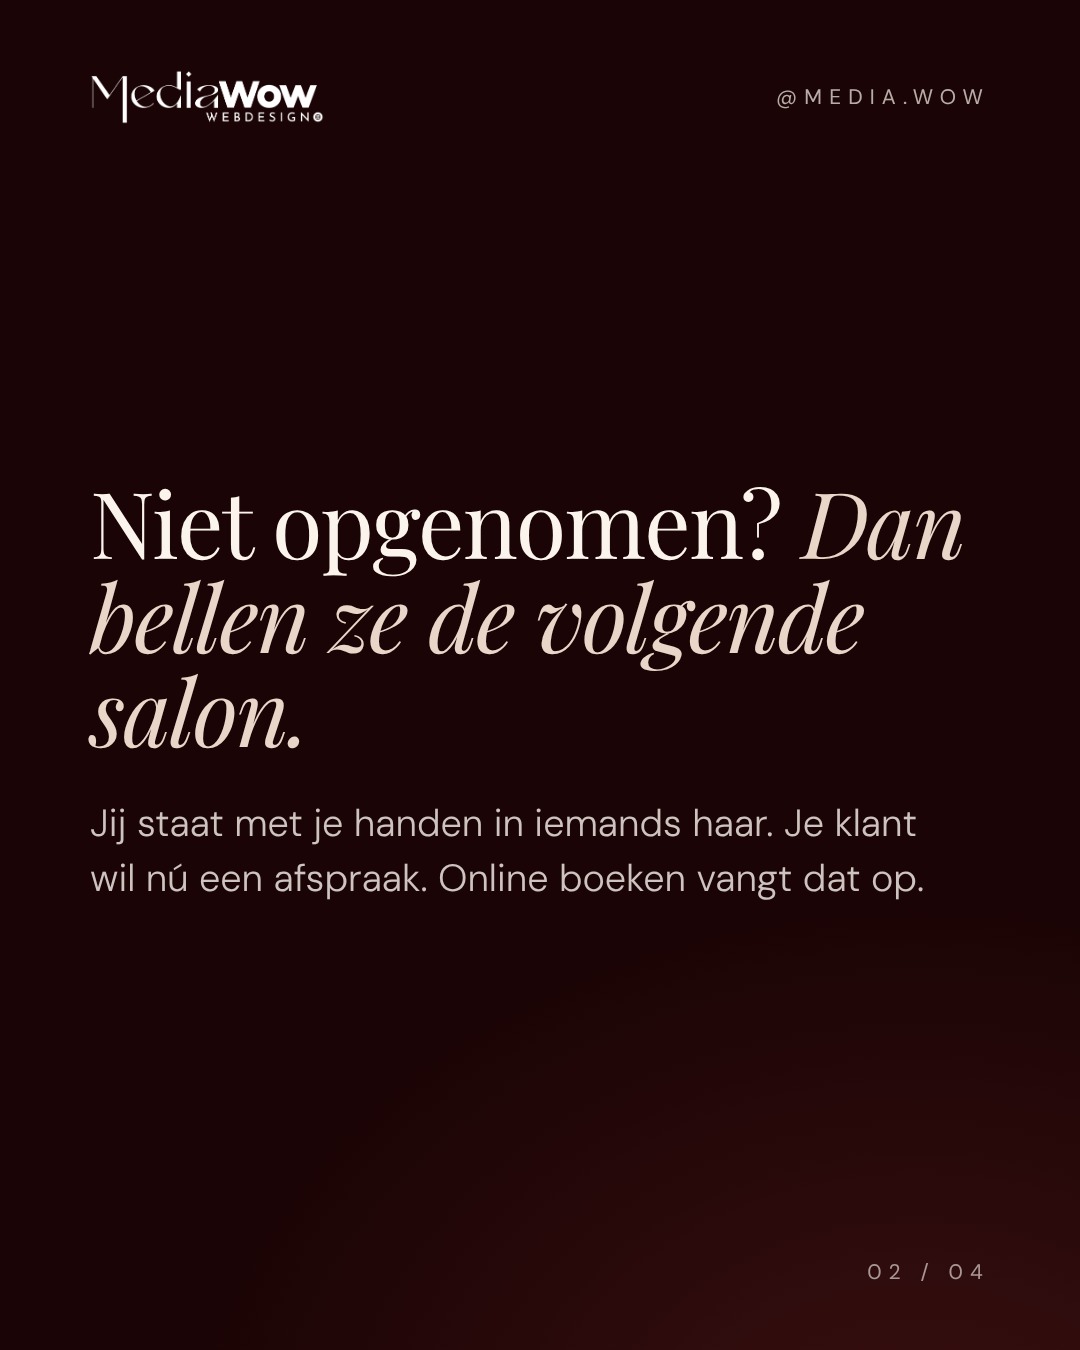 MediaWow
WEBDESIGN
@MEDIA.WOW
Niet opgenomen? Dan
bellen ze de volgende
salon.
Jij staat met je handen in iemands haar. Je klant
wil nú een afspraak. Online boeken vangt dat op.
02 / 04